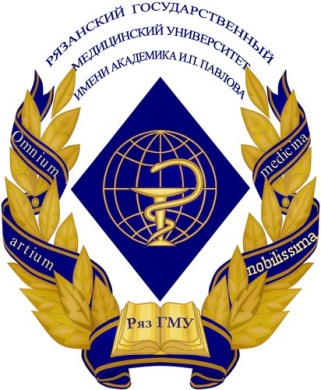 РЯЗАНСКИЙ ГОСУДАРСТВЕННЫЙ
МЕДИЦИНСКИЙ УНИВЕРСИТЕТ
ИМЕНИ АКАДЕМИКА И.П. ПАВЛОВА
Omnium
medicina
artium
nobilissima
Ряз ГМУ